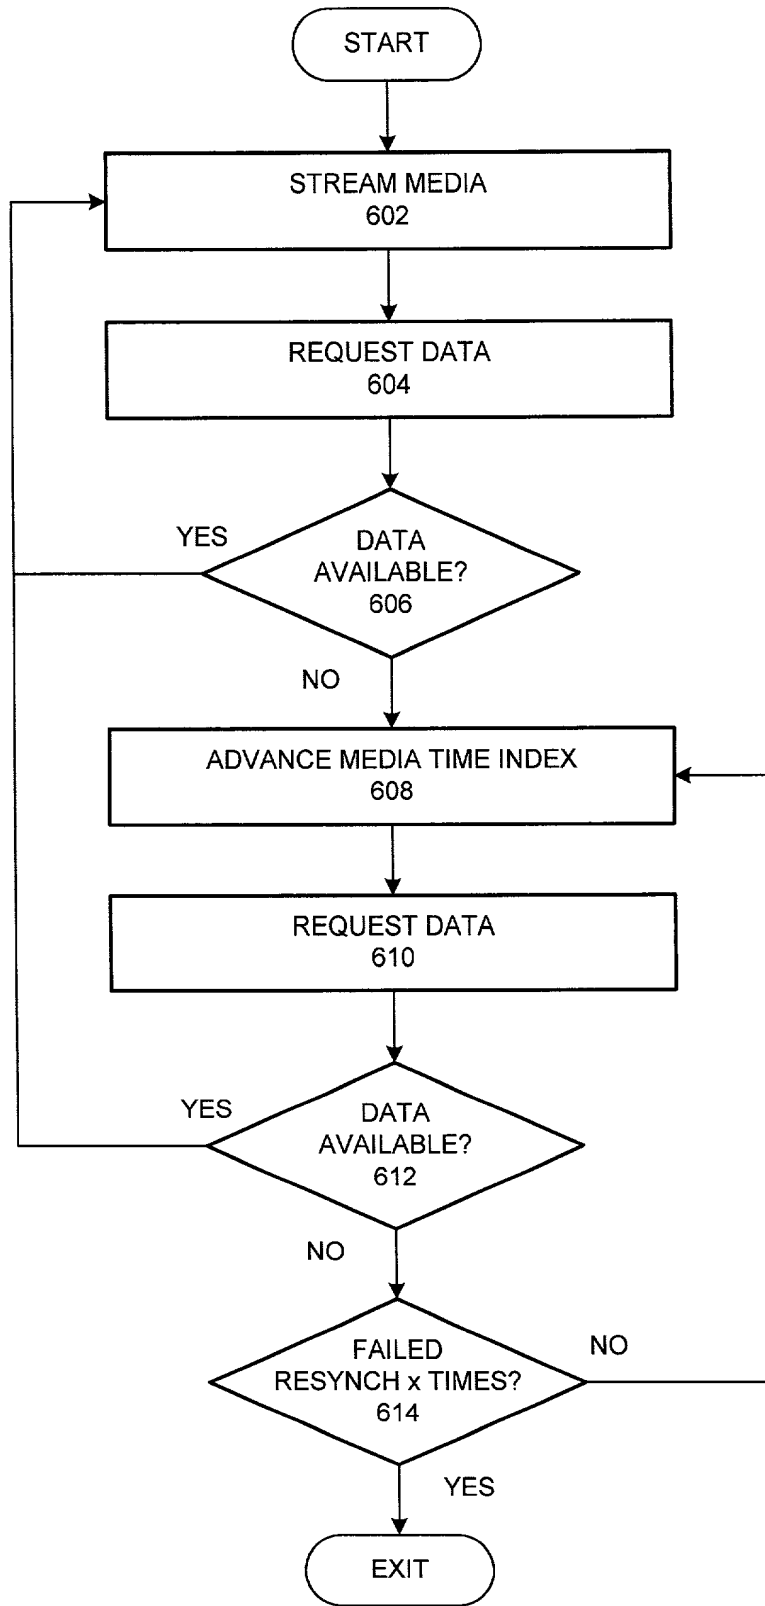 START
STREAM MEDIA
602
REQUEST DATA
604
YES
DATA
AVAILABLE?
606
NO
ADVANCE MEDIA TIME INDEX
608
REQUEST DATA
610
YES
DATA
AVAILABLE?
612
NO
FAILED
RESYNCH x TIMES?
614
NO
YES
EXIT